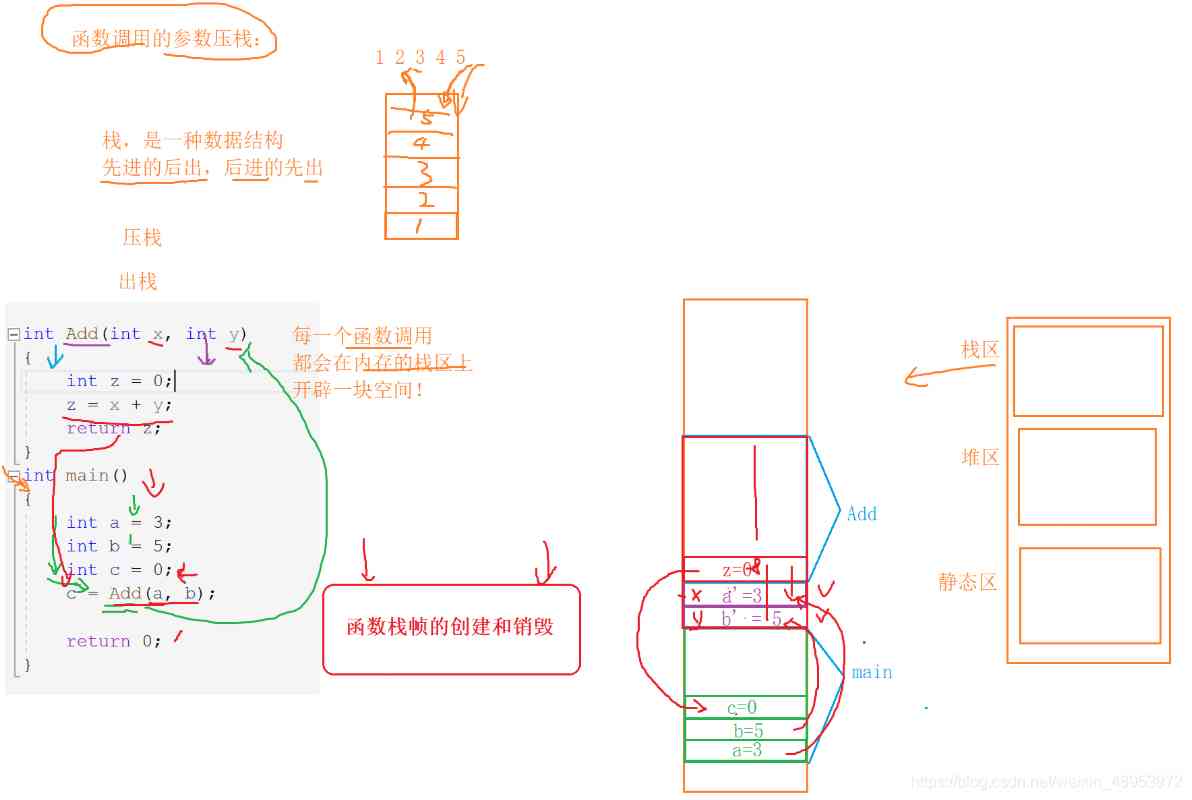 函数调用的参数压栈：
1 2 3 4 5
5
4
3
2
1
栈，是一种数据结构
先进的后出，后进的先出
压栈
出栈
int Add(int x, int y)
{
int z = 0;
z = x + y;
return z;
}
int main()
{
int a = 3;
int b = 5;
int c = 0;
c = Add(a, b);
return 0;
}
每一个函数调用
都会在内存的栈区上
开辟一块空间！
函数栈帧的创建和销毁
z=0 8
x a'=3
y b'=5
c=0
b=5
a=3
Add
main
栈区
堆区
静态区